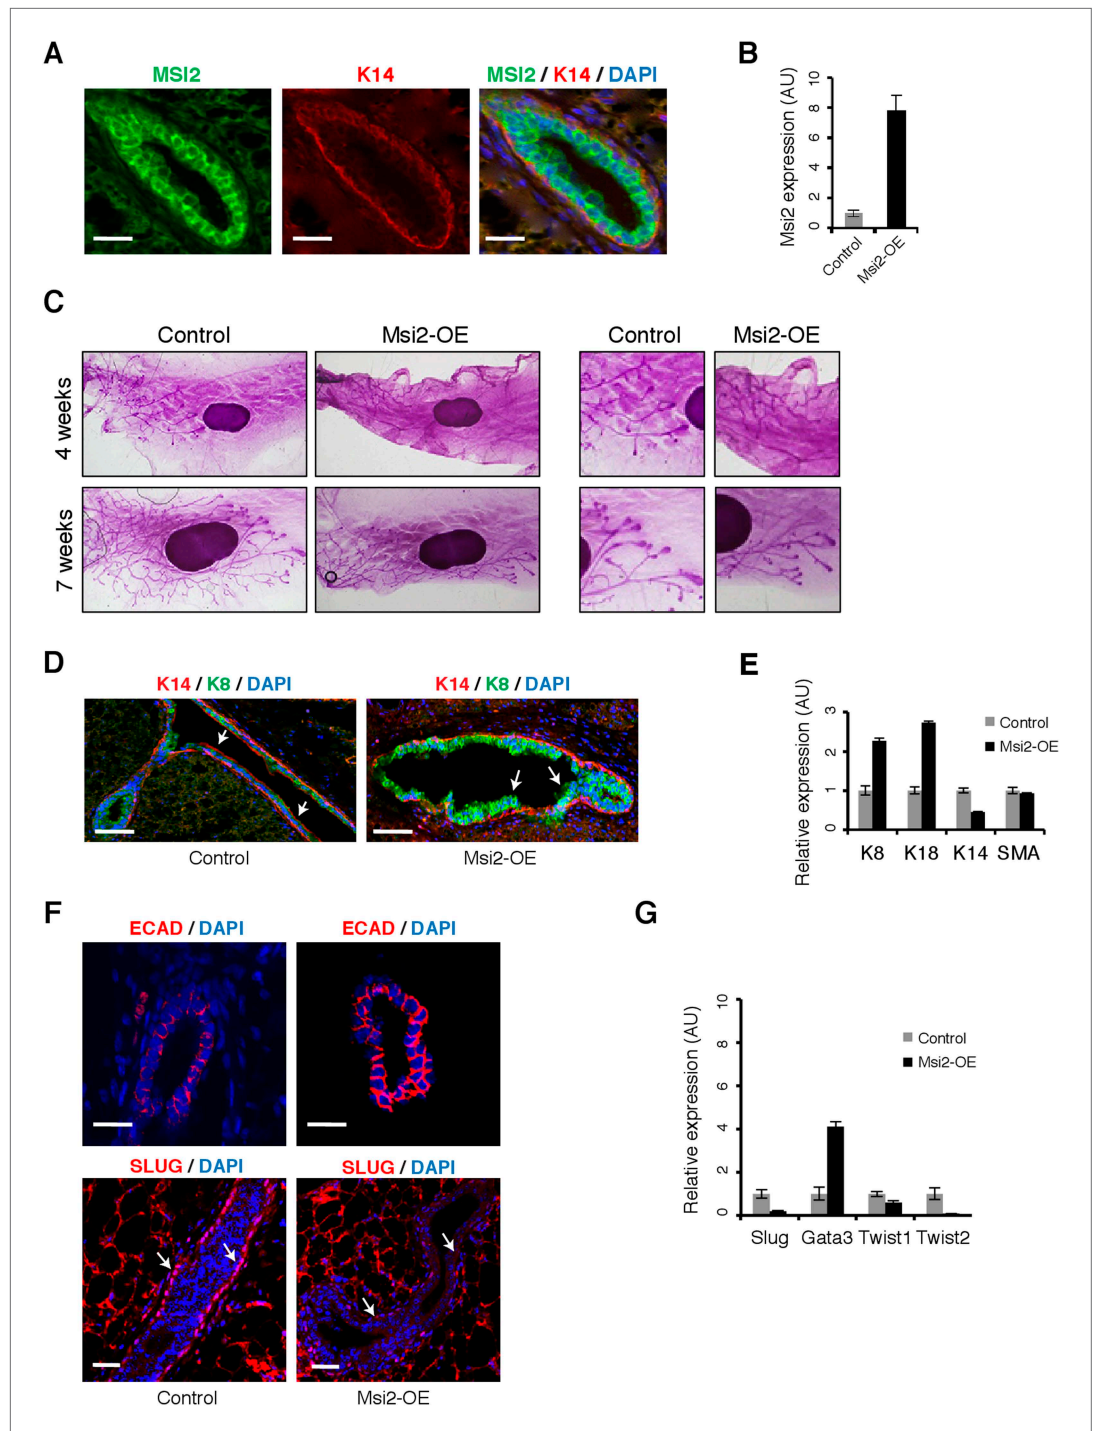 A
MSI2
K14
MSI2 / K14 / DAPI
B
Msi2 expression (AU)
10
8
6
4
2
0
Control
Msi2-OE
C
Control
Msi2-OE
Control
Msi2-OE
4 weeks
7 weeks
D
K14 / K8 / DAPI
K14 / K8 / DAPI
Control
Msi2-OE
E
Relative expression (AU)
3
2
1
0
Control
Msi2-OE
K8
K18
K14
SMA
F
ECAD / DAPI
ECAD / DAPI
SLUG / DAPI
SLUG / DAPI
Control
Msi2-OE
G
Relative expression (AU)
10
8
6
4
2
0
Control
Msi2-OE
Slug
Gata3
Twist1
Twist2